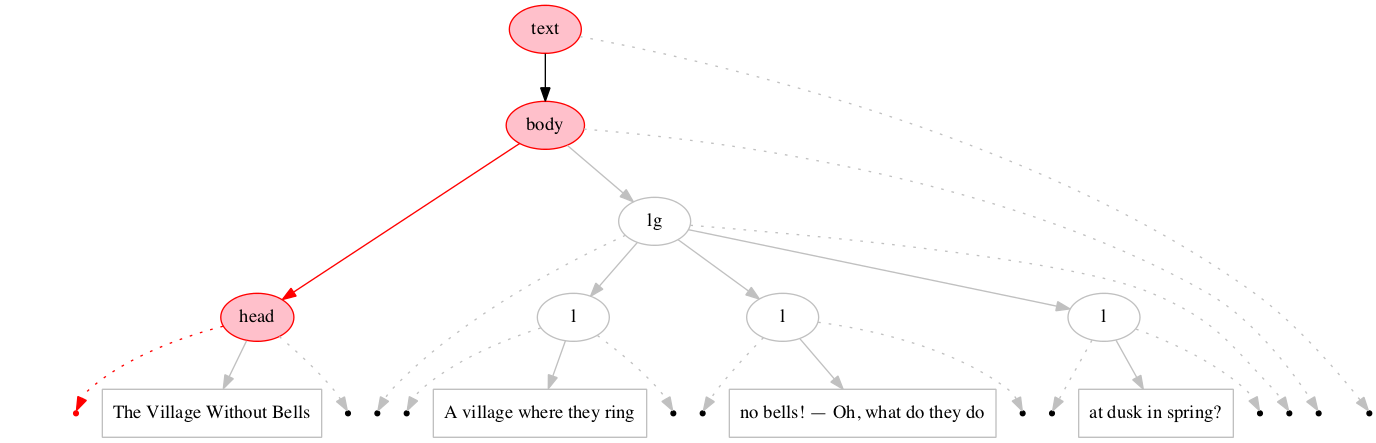 text
body
lg
head
l
l
l
The Village Without Bells
A village where they ring
no bells! — Oh, what do they do
at dusk in spring?